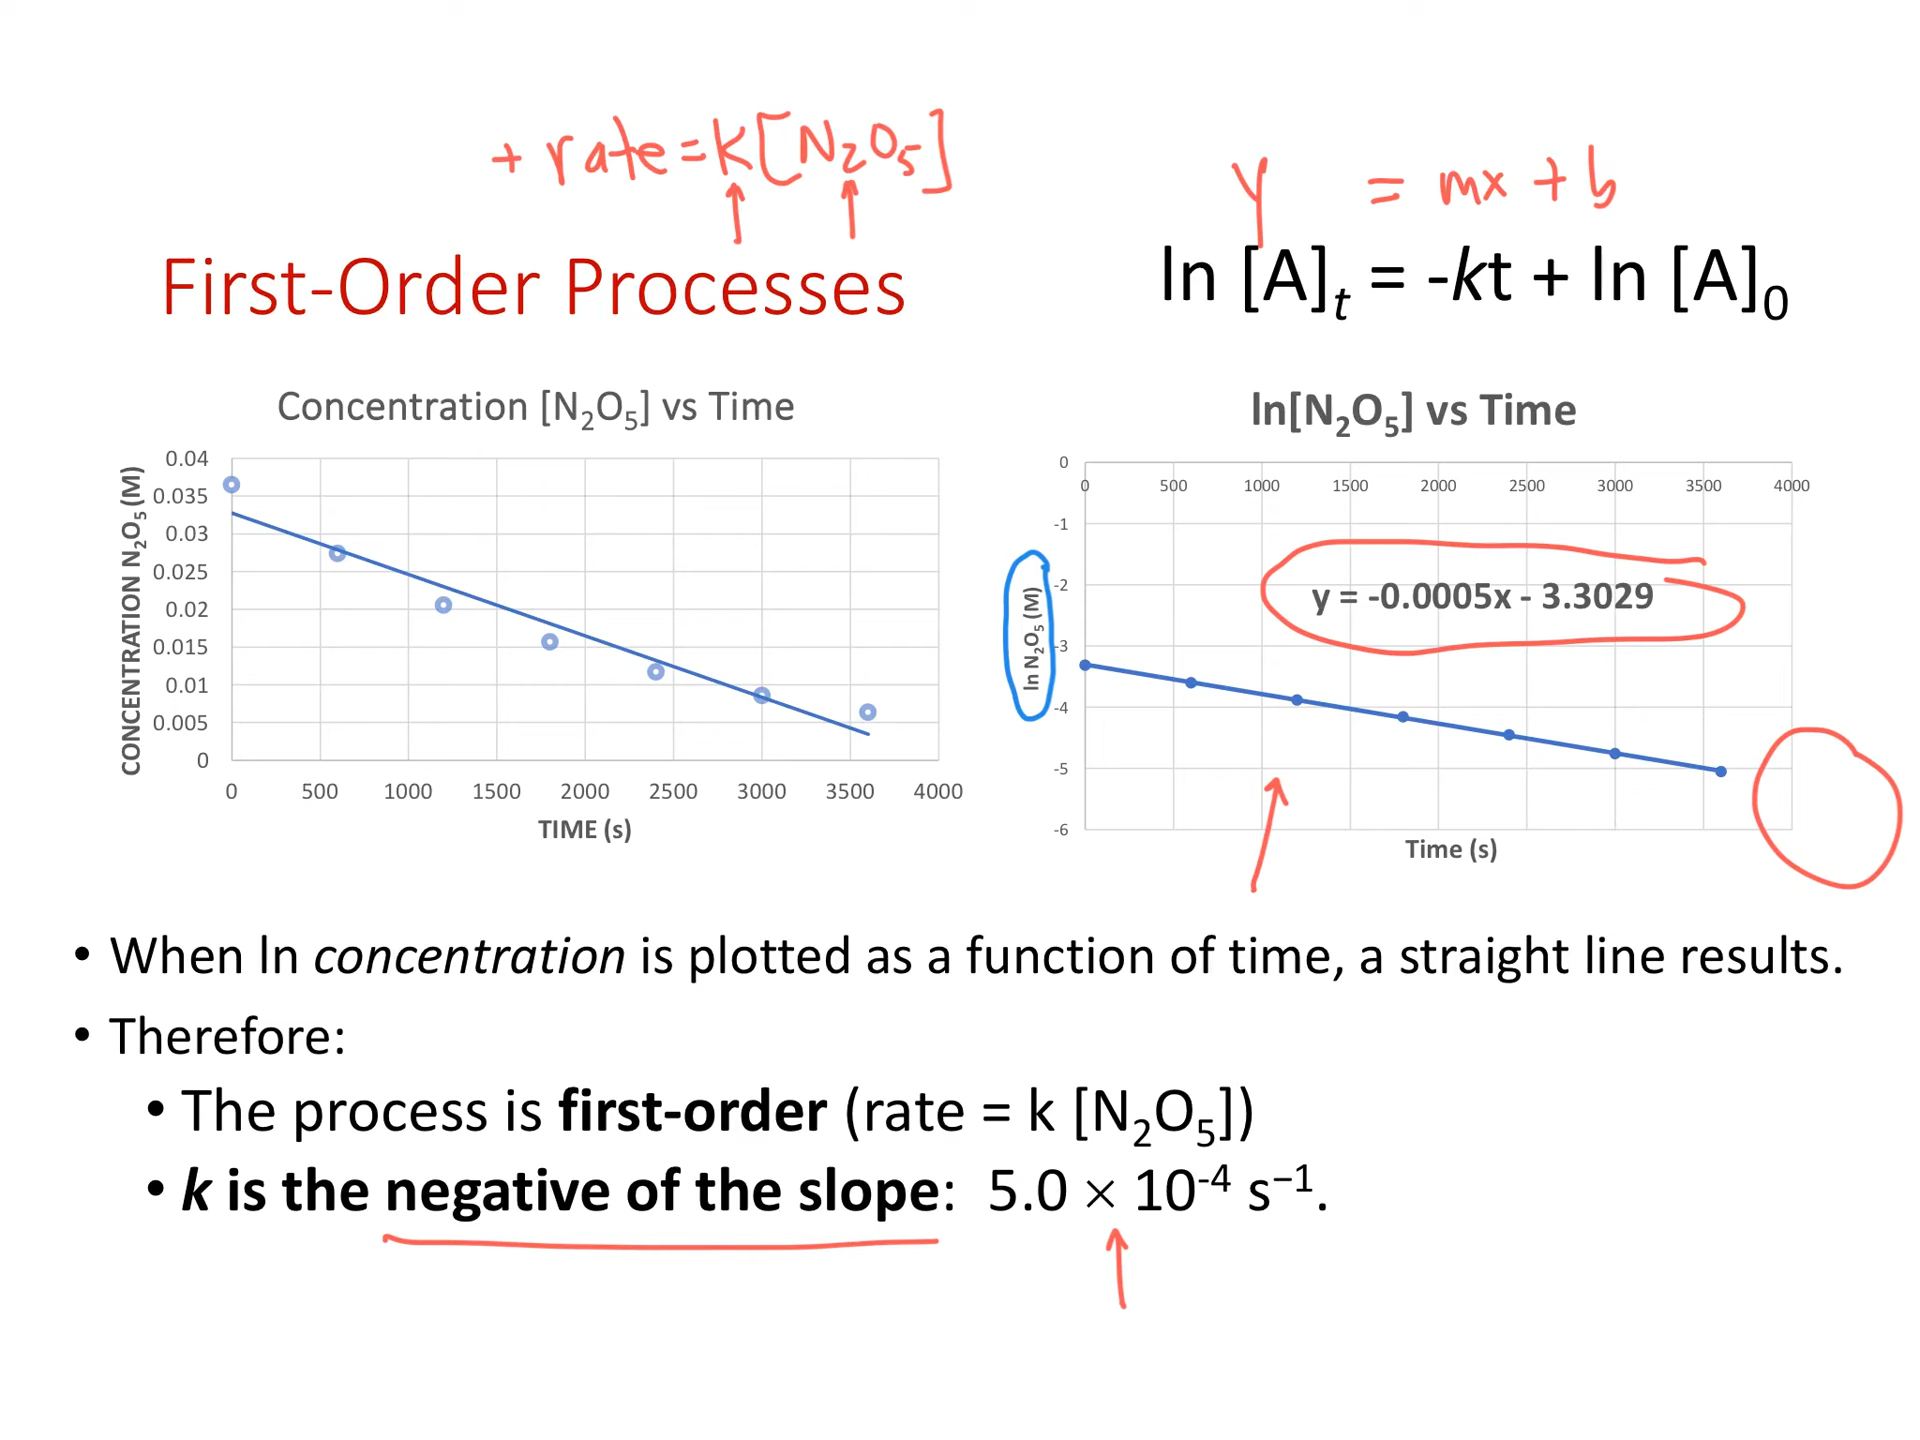 + rate = k[N₂O₅]
y = mx + b
First-Order Processes
ln [A]ₜ = -kt + ln [A]₀
Concentration [N₂O₅] vs Time
CONCENTRATION N₂O₅ (M)
0.04
0.035
0.03
0.025
0.02
0.015
0.01
0.005
0
0 500 1000 1500 2000 2500 3000 3500 4000
TIME (s)
ln[N₂O₅] vs Time
ln N₂O₅ (M)
0
0 500 1000 1500 2000 2500 3000 3500 4000
-1
-2
y = -0.0005x - 3.3029
-3
-4
-5
-6
Time (s)
• When ln concentration is plotted as a function of time, a straight line results.
• Therefore:
• The process is first-order (rate = k [N₂O₅])
• k is the negative of the slope: 5.0 × 10⁻⁴ s⁻¹.